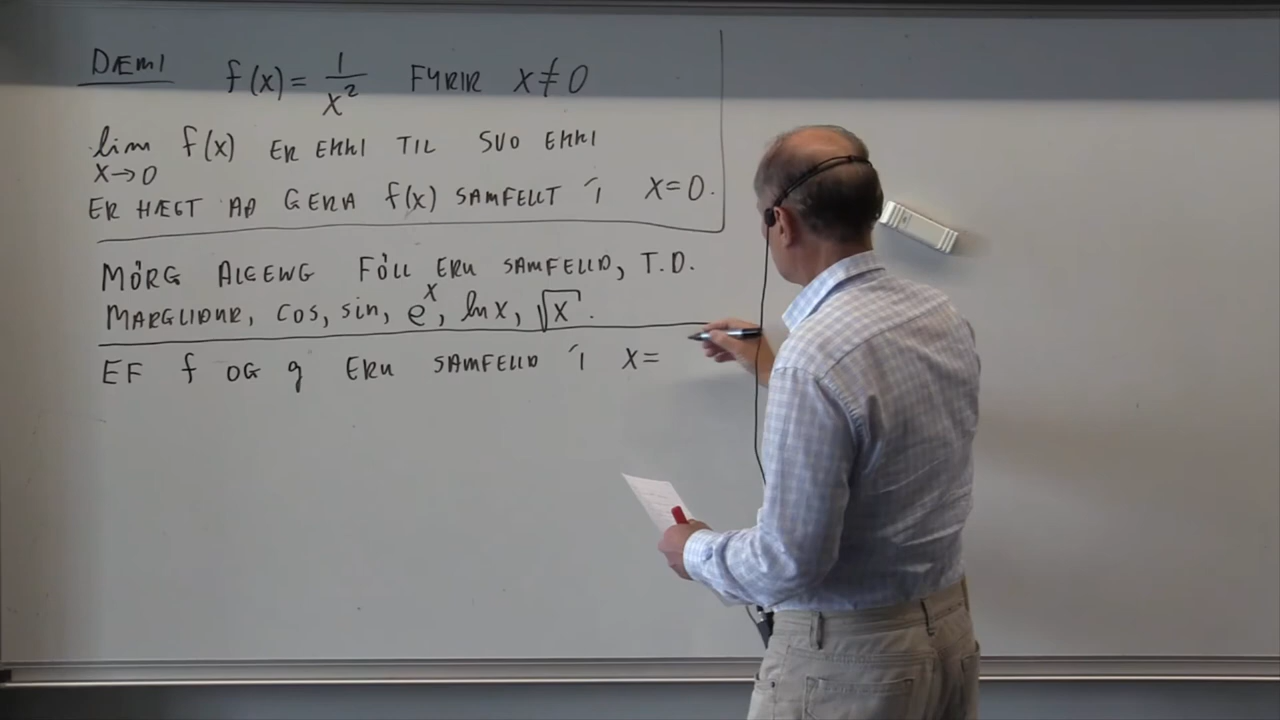 DÆMI f(x) = 1/x² FYRIR x≠0
lim f(x) ER EKKI TIL SVO EKKI
x→0
ER HÆGT AÐ GERA f(x) SAMFELLT Í x=0.
MÖRG ALGENG FÖLL ERU SAMFELLD, T.D.
MARGLIÐUR, cos, sin, eˣ, ln x, √x.
EF f OG g ERU SAMFELLD Í x=